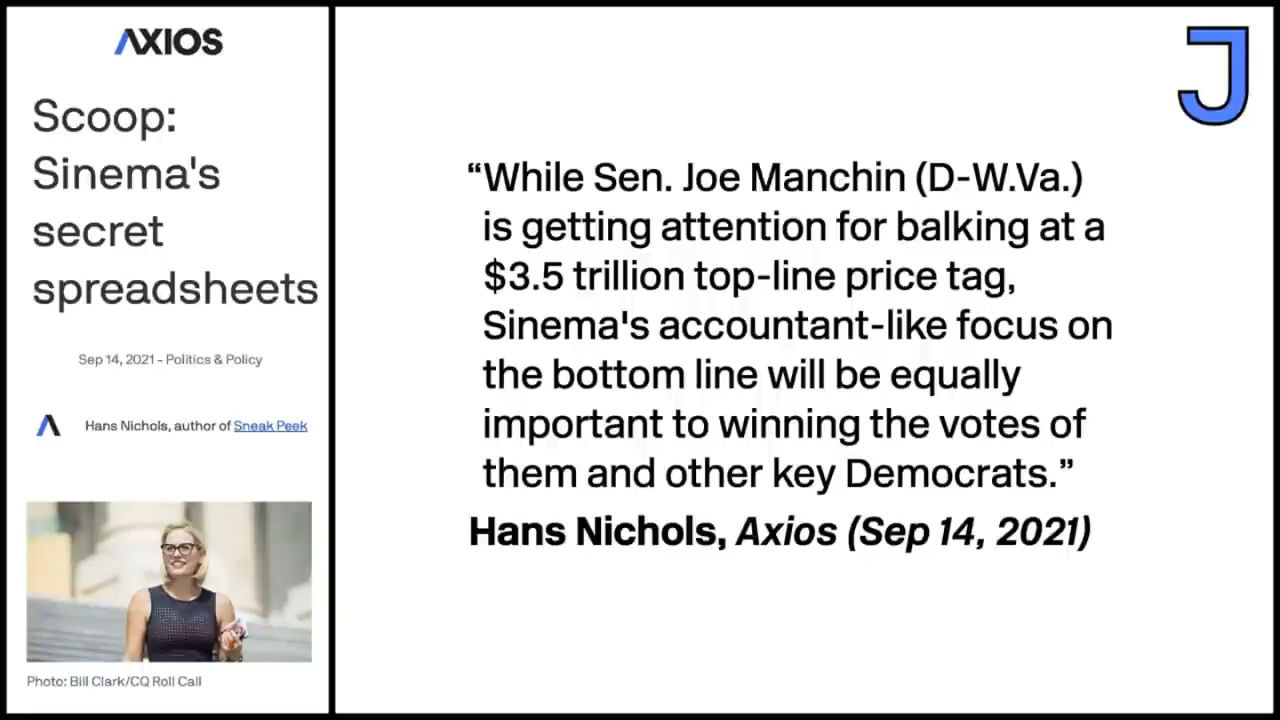 AXIOS
Scoop:
Sinema's
secret
spreadsheets
Sep 14, 2021 - Politics & Policy
Hans Nichols, author of Sneak Peek
Photo: Bill Clark/CQ Roll Call
J
“While Sen. Joe Manchin (D-W.Va.)
is getting attention for balking at a
$3.5 trillion top-line price tag,
Sinema's accountant-like focus on
the bottom line will be equally
important to winning the votes of
them and other key Democrats.”
Hans Nichols, Axios (Sep 14, 2021)